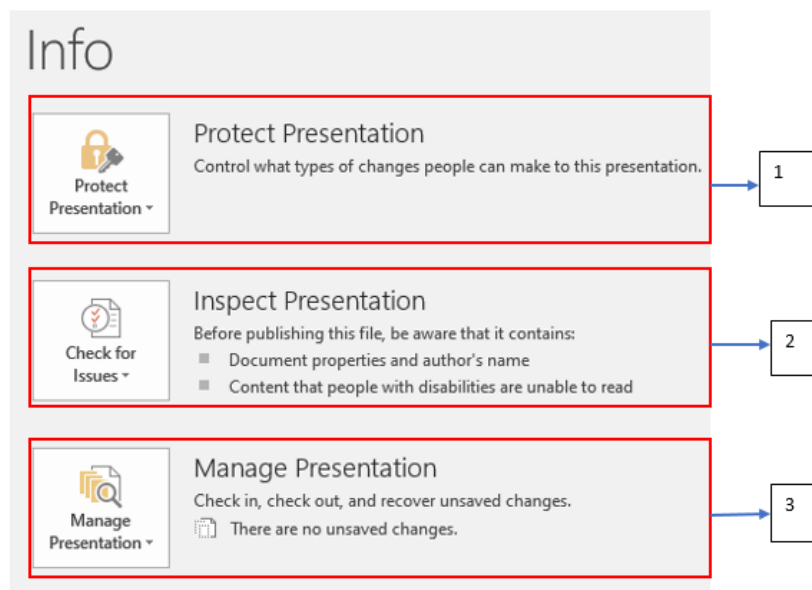 Info
Protect Presentation
Control what types of changes people can make to this presentation.
Protect
Presentation
1
Inspect Presentation
Before publishing this file, be aware that it contains:
Document properties and author's name
Content that people with disabilities are unable to read
Check for
Issues
2
Manage Presentation
Check in, check out, and recover unsaved changes.
There are no unsaved changes.
Manage
Presentation
3